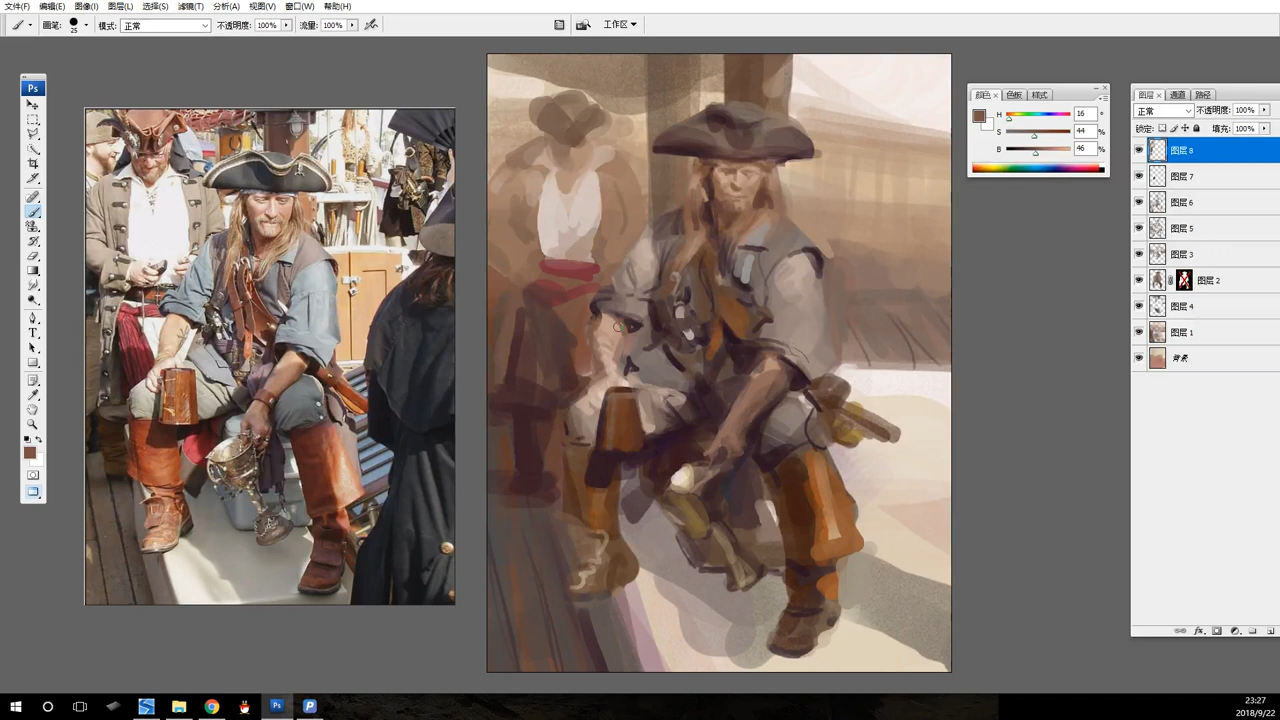 文件(F) 编辑(E) 图像(I) 图层(L) 选择(S) 滤镜(T) 分析(A) 视图(V) 窗口(W) 帮助(H)
画笔: 25 模式: 正常 不透明度: 100% 流量: 100% 工作区
Ps
颜色 色板 样式
H 16 °
S 44 %
B 46 %
图层 通道 路径
正常 不透明度: 100%
锁定: 填充: 100%
图层 8
图层 7
图层 6
图层 5
图层 3
图层 2
图层 4
图层 1
背景
fx
Ps
23:27
2018/9/22